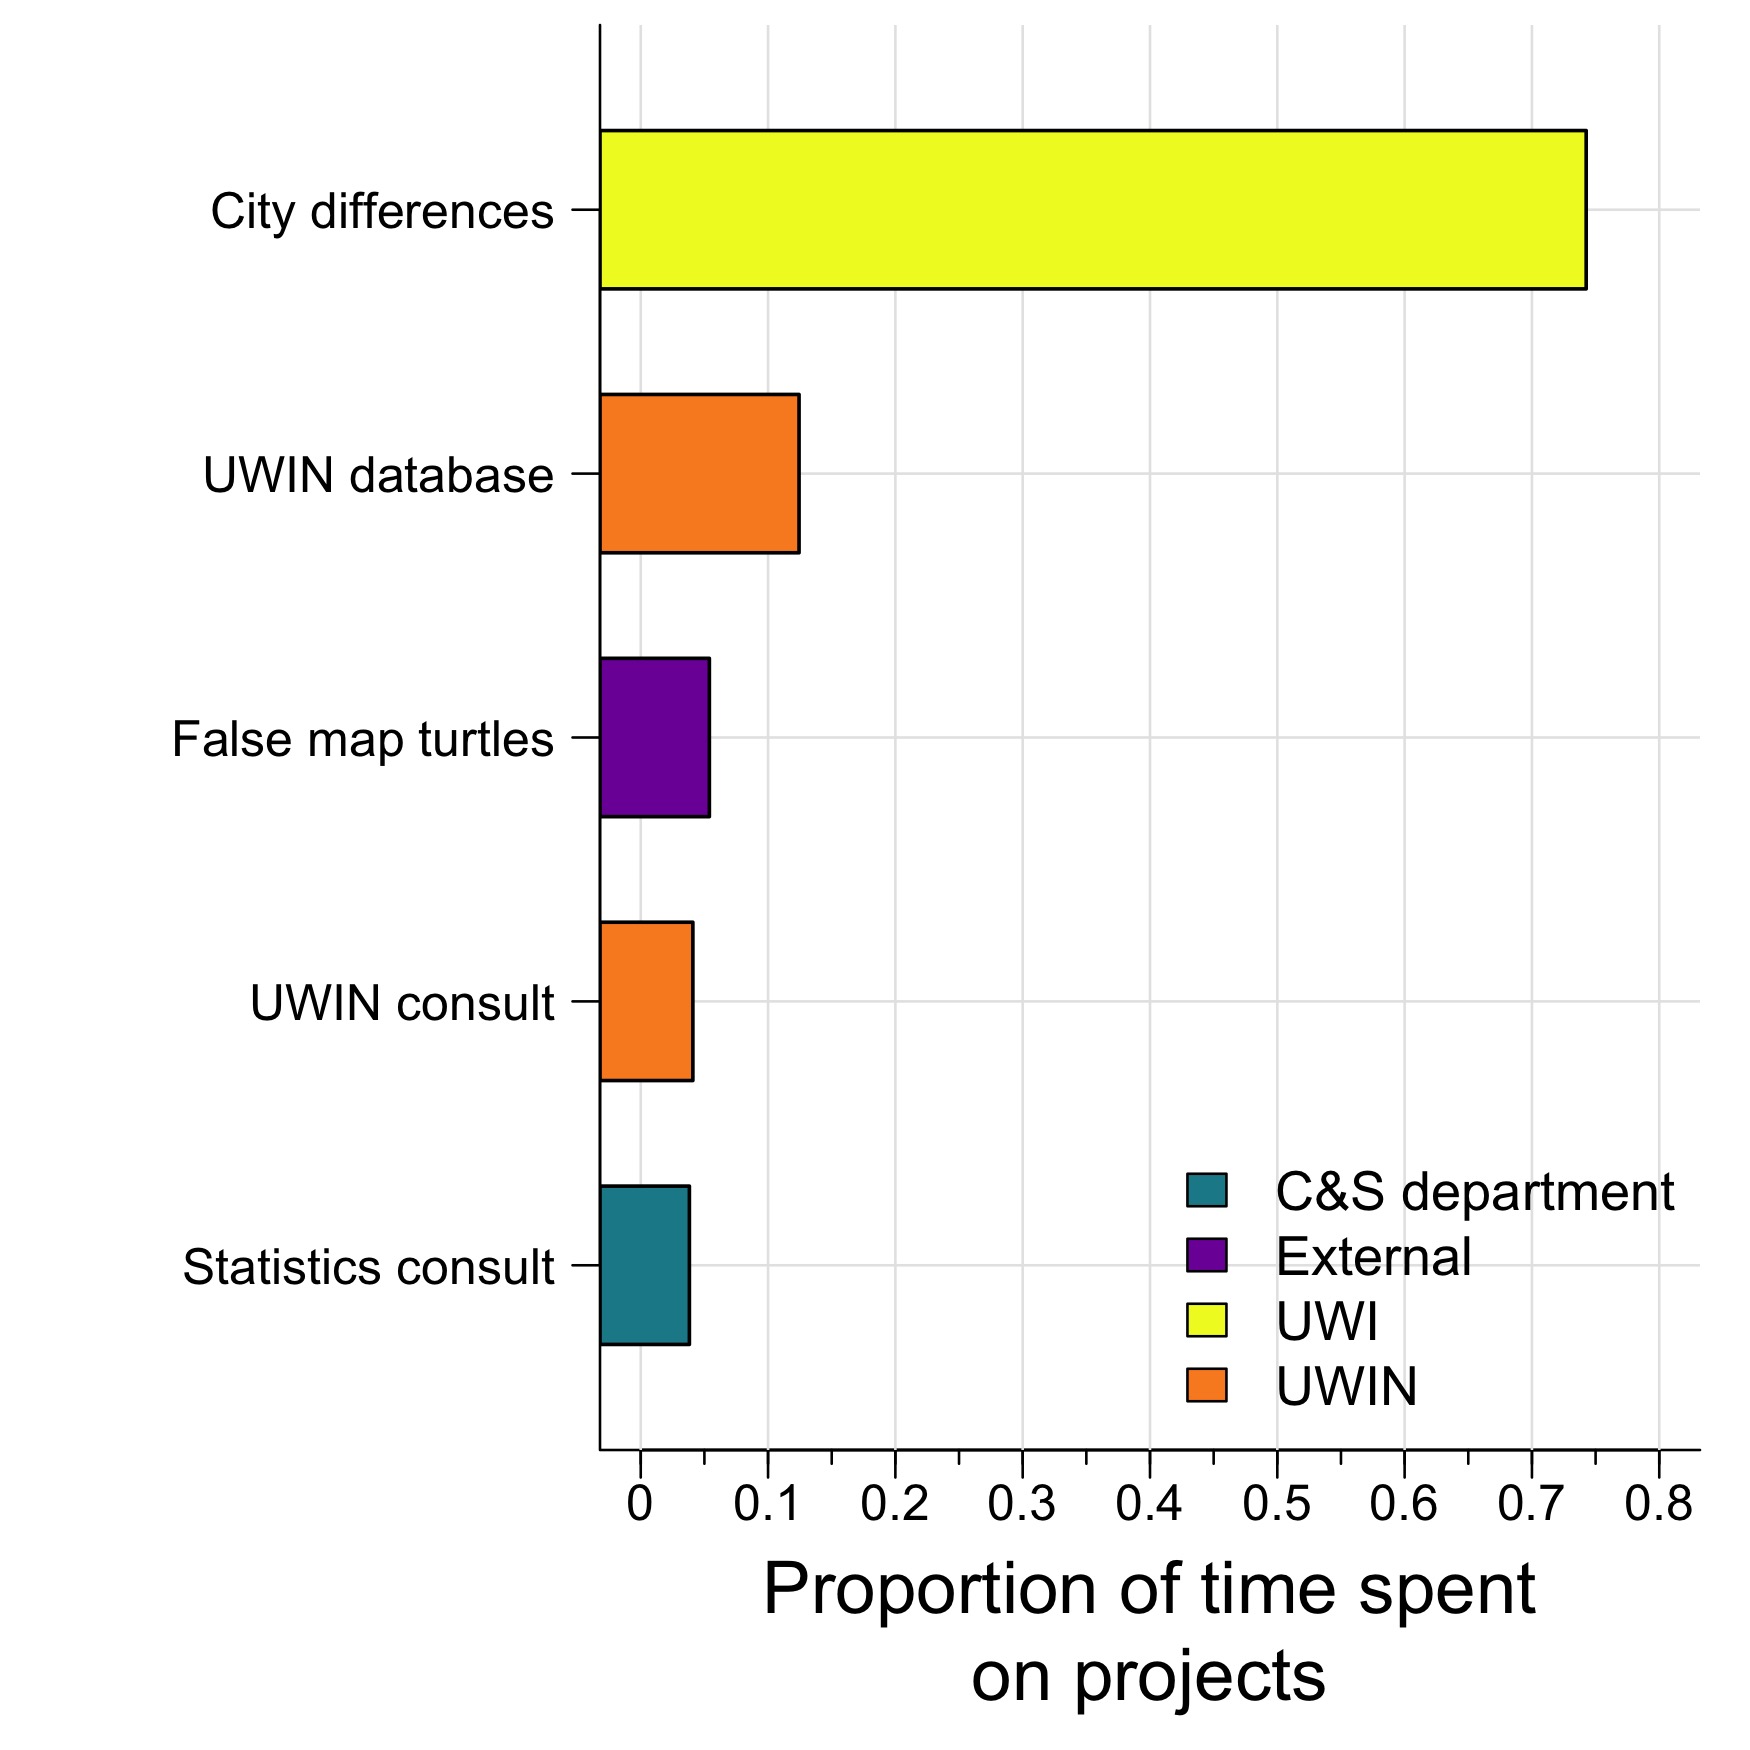 City differences
UWIN database
False map turtles
UWIN consult
Statistics consult
C&S department
External
UWI
UWIN
0 0.1 0.2 0.3 0.4 0.5 0.6 0.7 0.8
Proportion of time spent
on projects